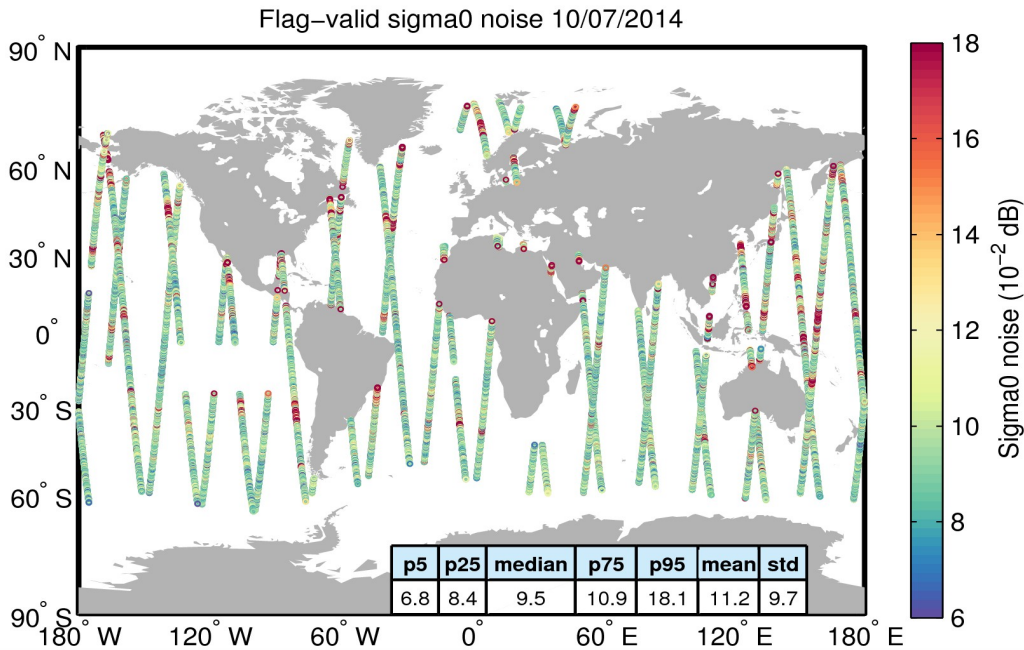 Flag−valid sigma0 noise 10/07/2014
90° N
60° N
30° N
0°
30° S
60° S
90° S
180° W 120° W 60° W 0° 60° E 120° E 180° E
p5 p25 median p75 p95 mean std
6.8 8.4 9.5 10.9 18.1 11.2 9.7
18
16
14
12
10
8
6
Sigma0 noise (10−2 dB)